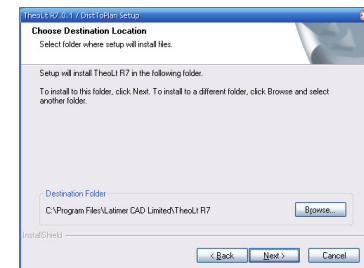 TheoLt R7.0.1 / DistToPlan Setup
Choose Destination Location
Select folder where setup will install files.
Setup will install TheoLt R7 in the following folder.
To install to this folder, click Next. To install to a different folder, click Browse and select
another folder.
Destination Folder
C:\Program Files\Latimer CAD Limited\TheoLt R7
Browse...
InstallShield
< Back
Next >
Cancel